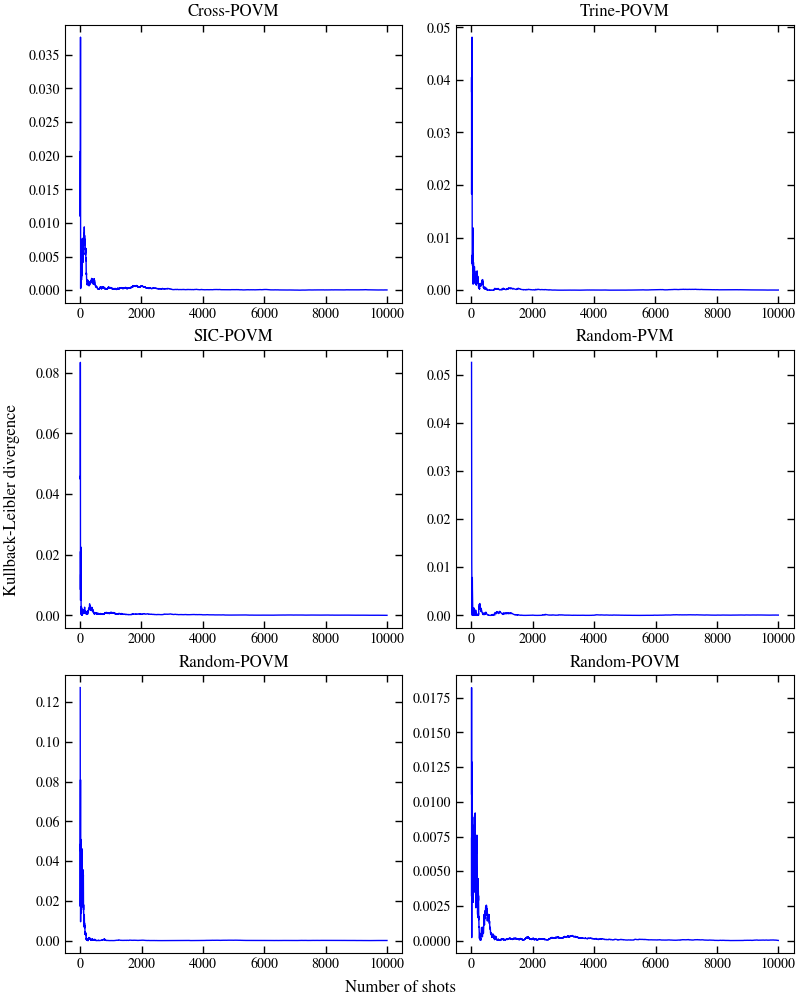 Cross-POVM
0.035
0.030
0.025
0.020
0.015
0.010
0.005
0.000
0 2000 4000 6000 8000 10000
Trine-POVM
0.05
0.04
0.03
0.02
0.01
0.00
0 2000 4000 6000 8000 10000
Kullback-Leibler divergence
SIC-POVM
0.08
0.06
0.04
0.02
0.00
0 2000 4000 6000 8000 10000
Random-PVM
0.05
0.04
0.03
0.02
0.01
0.00
0 2000 4000 6000 8000 10000
Random-POVM
0.12
0.10
0.08
0.06
0.04
0.02
0.00
0 2000 4000 6000 8000 10000
Random-POVM
0.0175
0.0150
0.0125
0.0100
0.0075
0.0050
0.0025
0.0000
0 2000 4000 6000 8000 10000
Number of shots